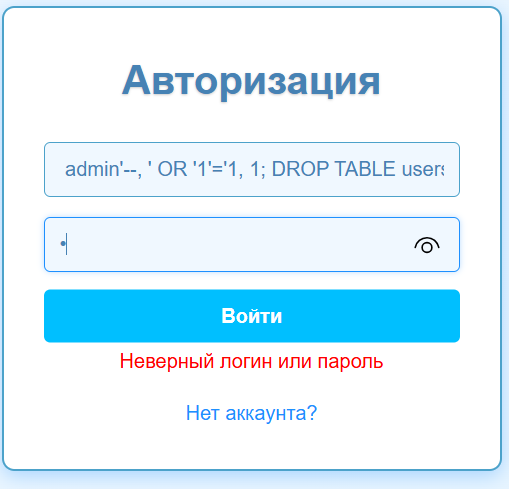 Авторизация
admin'--, ' OR '1'='1, 1; DROP TABLE users
•
Войти
Неверный логин или пароль
Нет аккаунта?